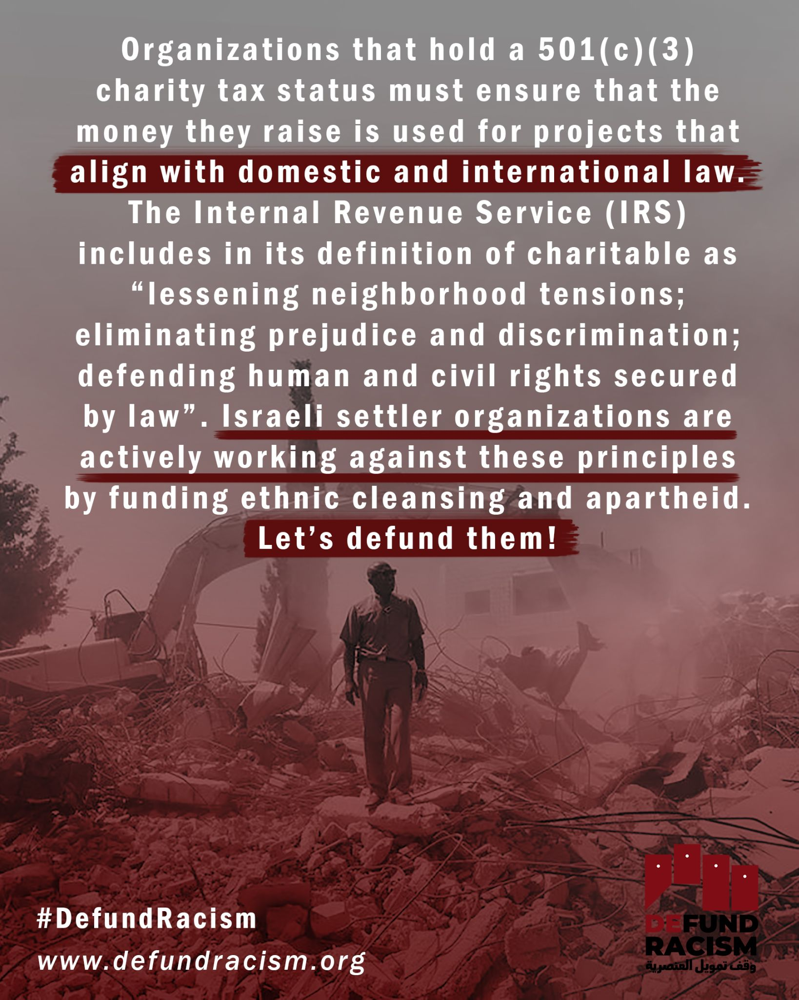 Organizations that hold a 501(c)(3)
charity tax status must ensure that the
money they raise is used for projects that
align with domestic and international law.
The Internal Revenue Service (IRS)
includes in its definition of charitable as
“lessening neighborhood tensions;
eliminating prejudice and discrimination;
defending human and civil rights secured
by law”. Israeli settler organizations are
actively working against these principles
by funding ethnic cleansing and apartheid.
Let’s defund them!
#DefundRacism
www.defundracism.org
DEFUND
RACISM
وقف تمويل العنصرية